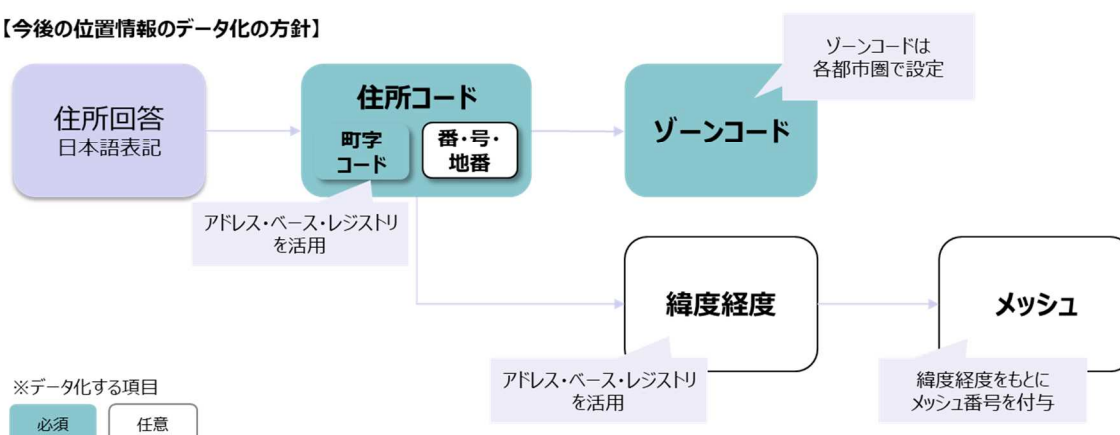 【今後の位置情報のデータ化の方針】
ゾーンコードは
各都市圏で設定
住所回答
日本語表記
住所コード
町字
コード
番・号・
地番
ゾーンコード
アドレス・ベース・レジストリ
を活用
緯度経度
メッシュ
アドレス・ベース・レジストリ
を活用
緯度経度をもとに
メッシュ番号を付与
※データ化する項目
必須
任意